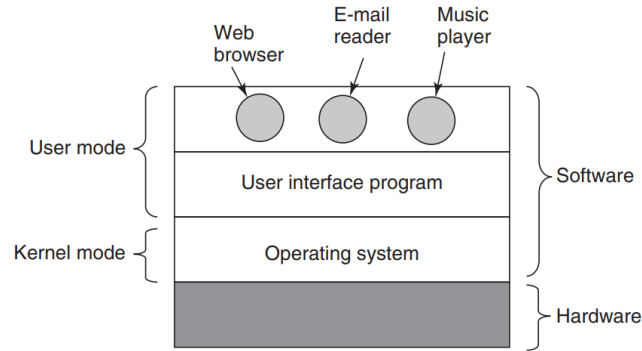 Web
browser
E-mail
reader
Music
player
User mode
User interface program
Software
Kernel mode
Operating system
Hardware